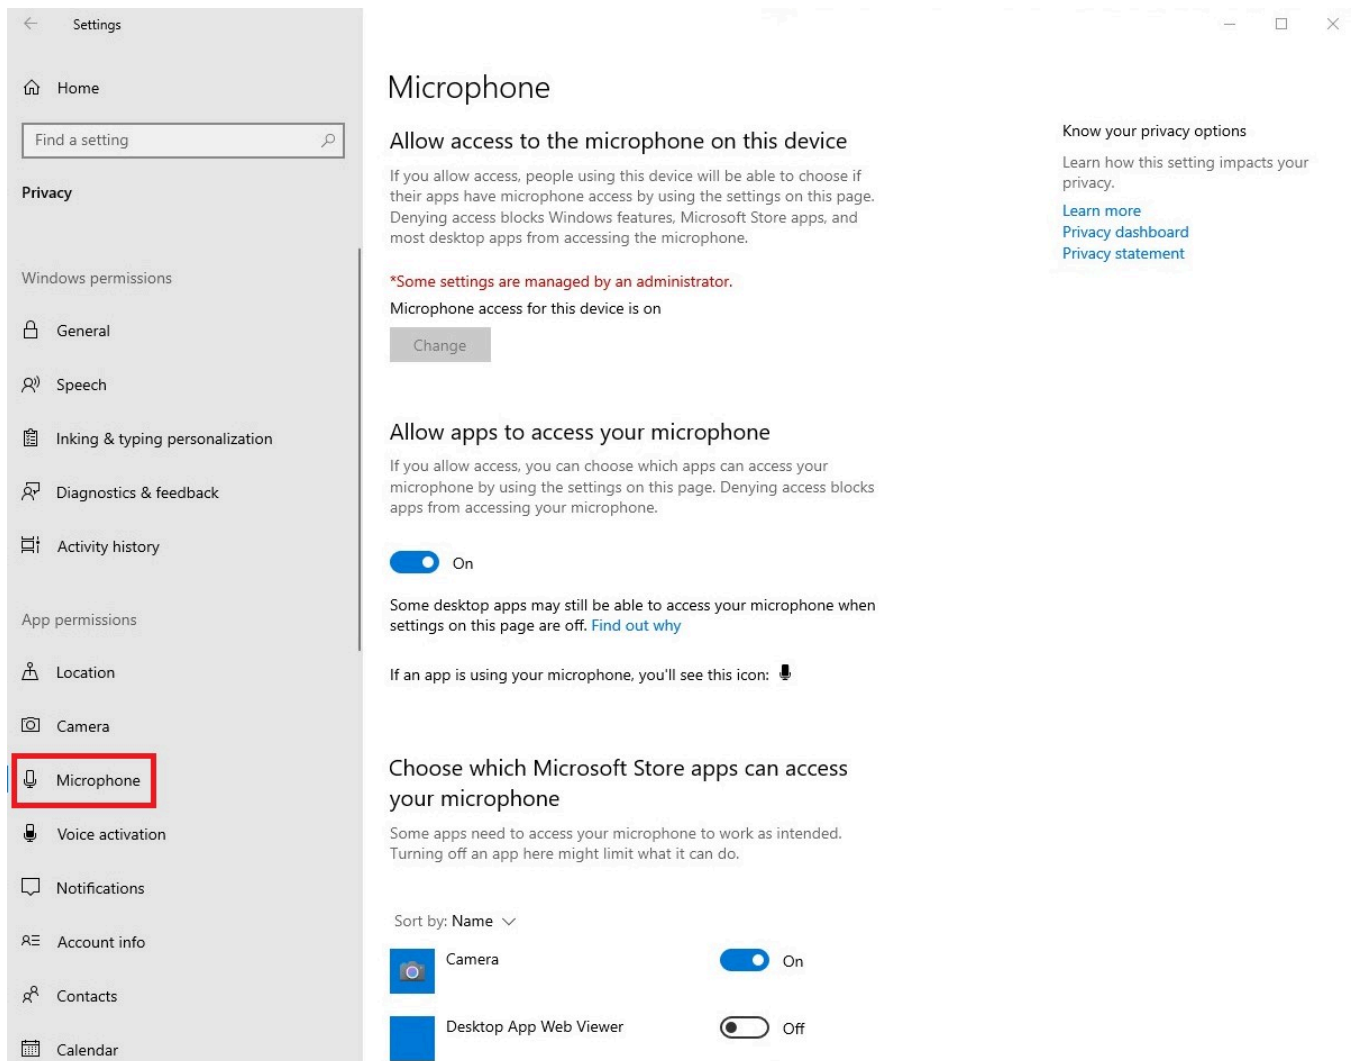 Settings
Home
Find a setting
Privacy
Windows permissions
General
Speech
Inking & typing personalization
Diagnostics & feedback
Activity history
App permissions
Location
Camera
Microphone
Voice activation
Notifications
Account info
Contacts
Calendar
Microphone
Allow access to the microphone on this device
If you allow access, people using this device will be able to choose if
their apps have microphone access by using the settings on this page.
Denying access blocks Windows features, Microsoft Store apps, and
most desktop apps from accessing the microphone.
*Some settings are managed by an administrator.
Microphone access for this device is on
Change
Allow apps to access your microphone
If you allow access, you can choose which apps can access your
microphone by using the settings on this page. Denying access blocks
apps from accessing your microphone.
On
Some desktop apps may still be able to access your microphone when
settings on this page are off. Find out why
If an app is using your microphone, you'll see this icon:
Choose which Microsoft Store apps can access
your microphone
Some apps need to access your microphone to work as intended.
Turning off an app here might limit what it can do.
Sort by: Name
Camera On
Desktop App Web Viewer Off
Know your privacy options
Learn how this setting impacts your
privacy.
Learn more
Privacy dashboard
Privacy statement